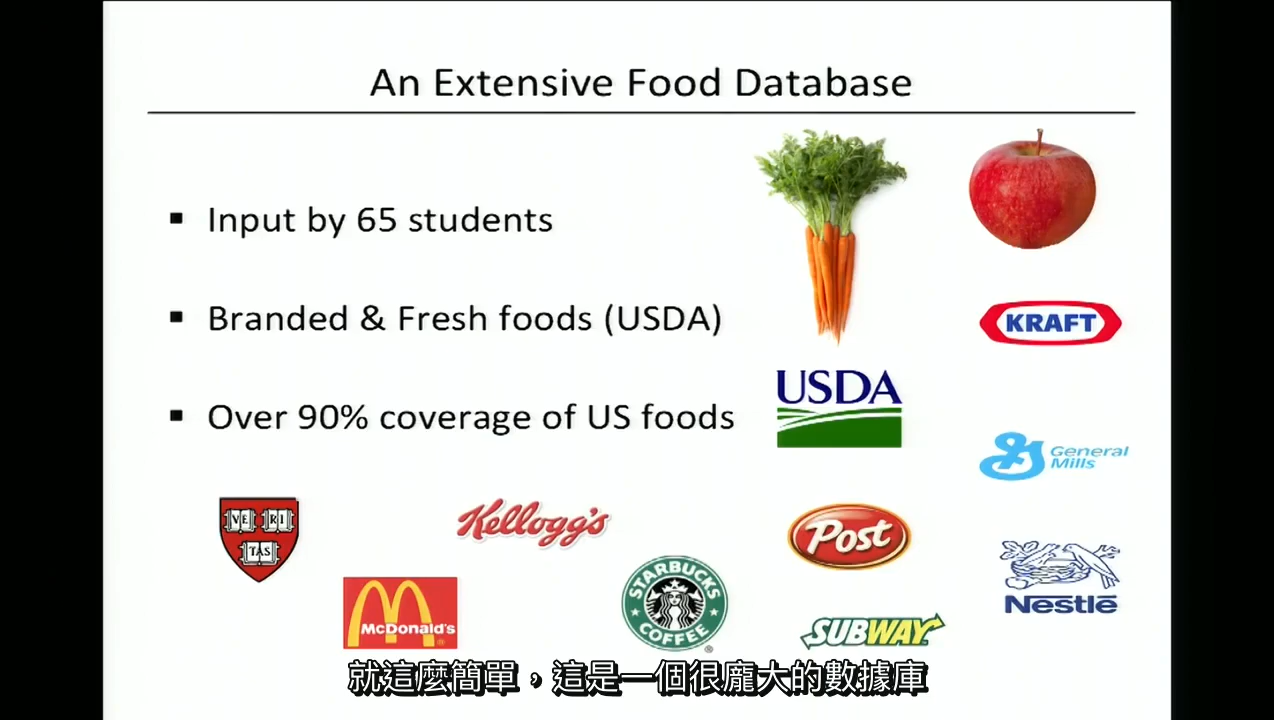 An Extensive Food Database
Input by 65 students
Branded & Fresh foods (USDA)
Over 90% coverage of US foods
KRAFT
USDA
General
Mills
VE RI
TAS
Kellogg's
Post
STARBUCKS
COFFEE
Nestlé
McDonald's
SUBWAY
就這麼簡單，這是一個很龐大的數據庫